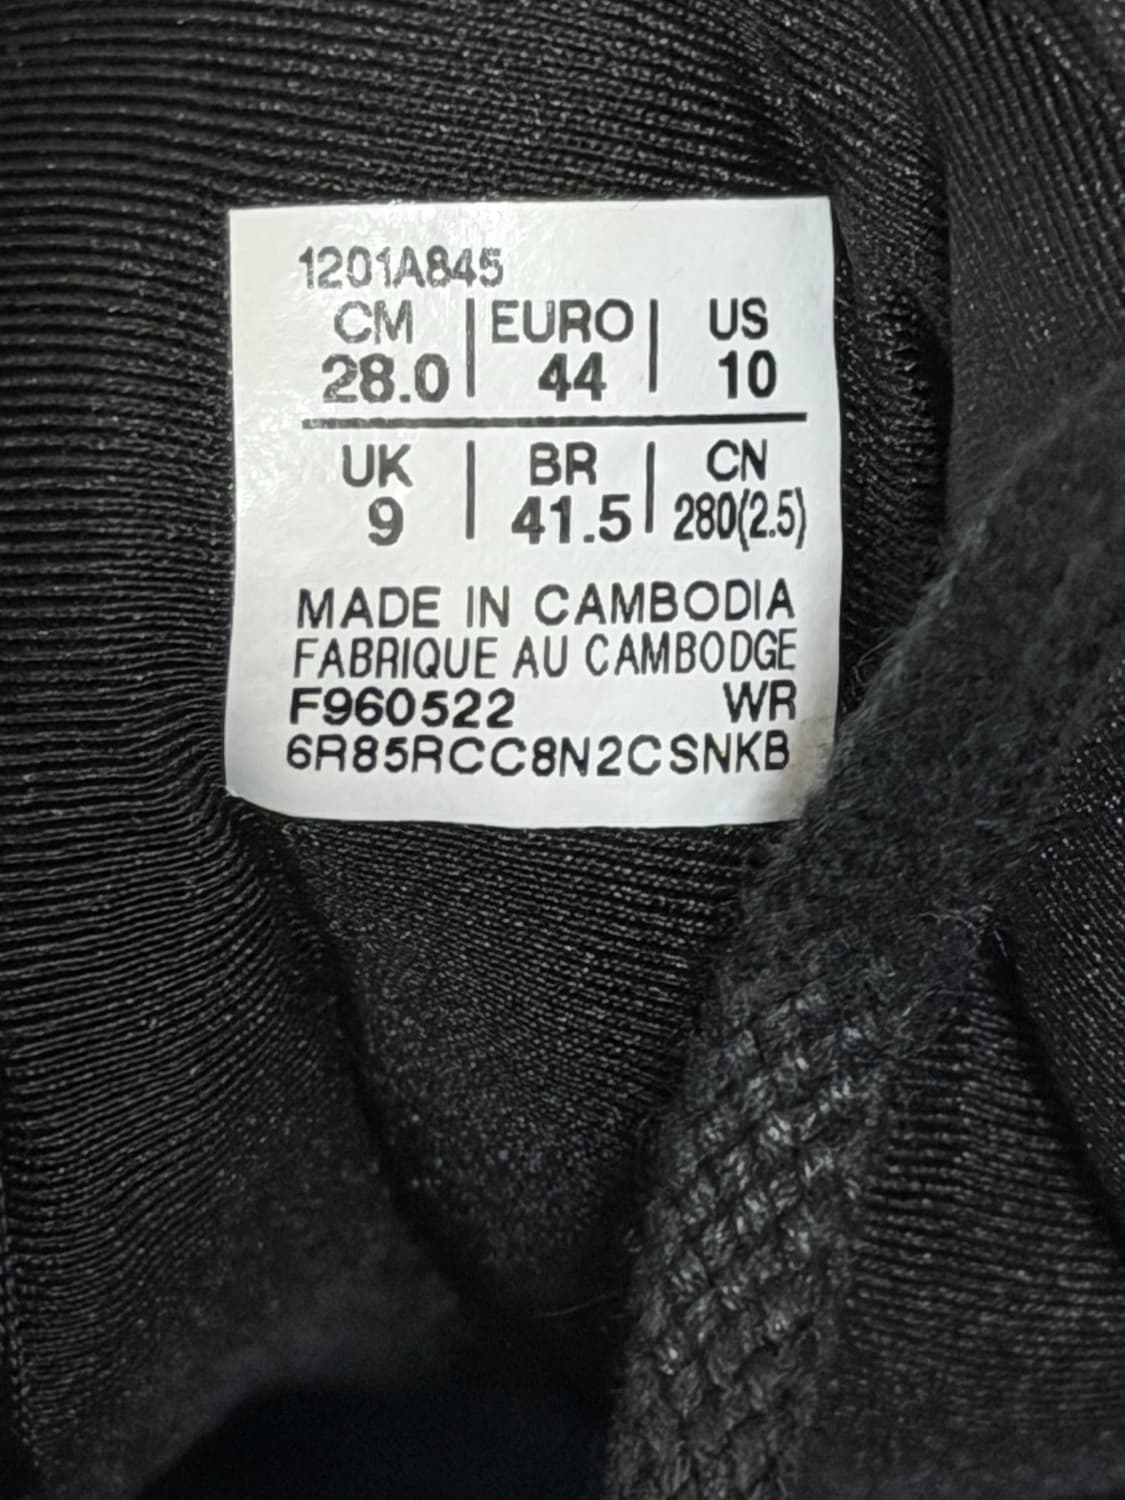 1201A845
CM | EURO | US
28.0 | 44 | 10
UK | BR | CN
9 | 41.5 | 280(2.5)
MADE IN CAMBODIA
FABRIQUE AU CAMBODGE
F960522 WR
6R85RCC8N2CSNKB